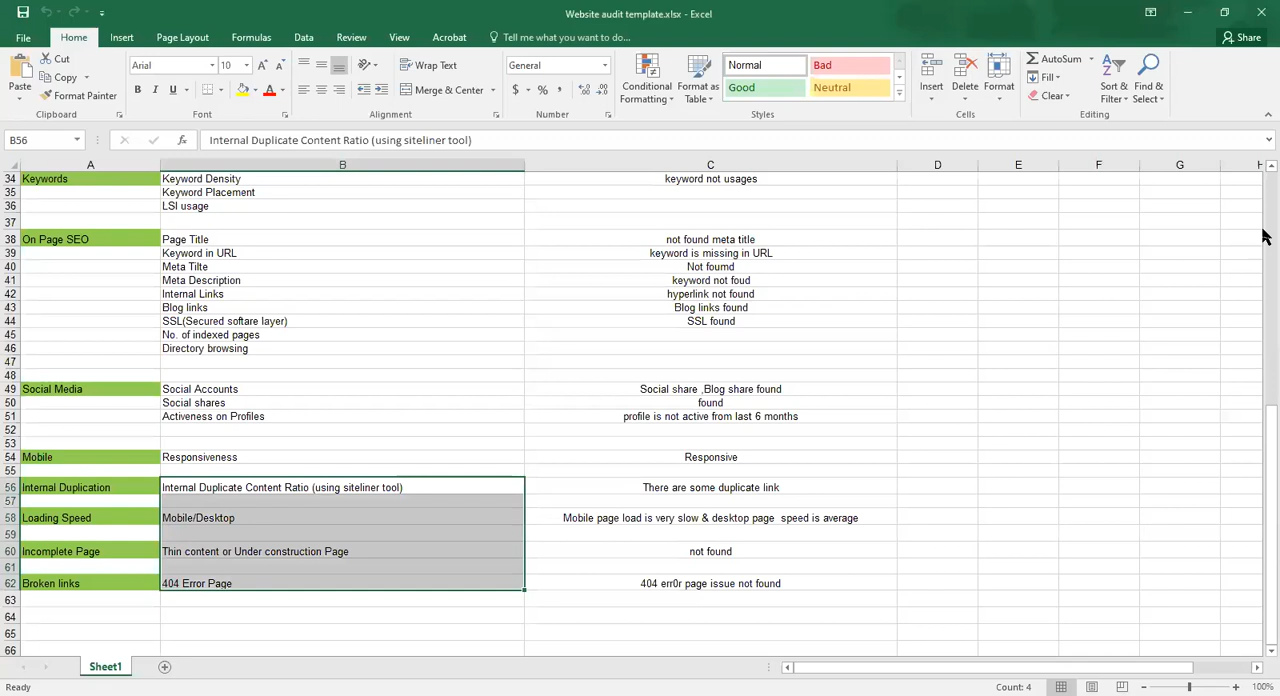 Website audit template.xlsx - Excel
File Home Insert Page Layout Formulas Data Review View Acrobat Tell me what you want to do... Share
Paste
Cut
Copy
Format Painter
Clipboard
Arial 10
B I U
Font
Wrap Text
Merge & Center
Alignment
General
$ % ,
Number
Conditional Formatting
Format as Table
Normal Bad
Good Neutral
Styles
Insert Delete Format
Cells
AutoSum
Fill
Clear
Sort & Filter
Find & Select
Editing
B56 fx Internal Duplicate Content Ratio (using siteliner tool)
A B C D E F G H
34 Keywords Keyword Density keyword not usages
35 Keyword Placement
36 LSI usage
37
38 On Page SEO Page Title not found meta title
39 Keyword in URL keyword is missing in URL
40 Meta Tilte Not foumd
41 Meta Description keyword not foud
42 Internal Links hyperlink not found
43 Blog links Blog links found
44 SSL(Secured softare layer) SSL found
45 No. of indexed pages
46 Directory browsing
47
48
49 Social Media Social Accounts Social share ,Blog share found
50 Social shares found
51 Activeness on Profiles profile is not active from last 6 months
52
53
54 Mobile Responsiveness Responsive
55
56 Internal Duplication Internal Duplicate Content Ratio (using siteliner tool) There are some duplicate link
57
58 Loading Speed Mobile/Desktop Mobile page load is very slow & desktop page speed is average
59
60 Incomplete Page Thin content or Under construction Page not found
61
62 Broken links 404 Error Page 404 err0r page issue not found
63
64
65
66
Sheet1
Ready Count: 4 100%